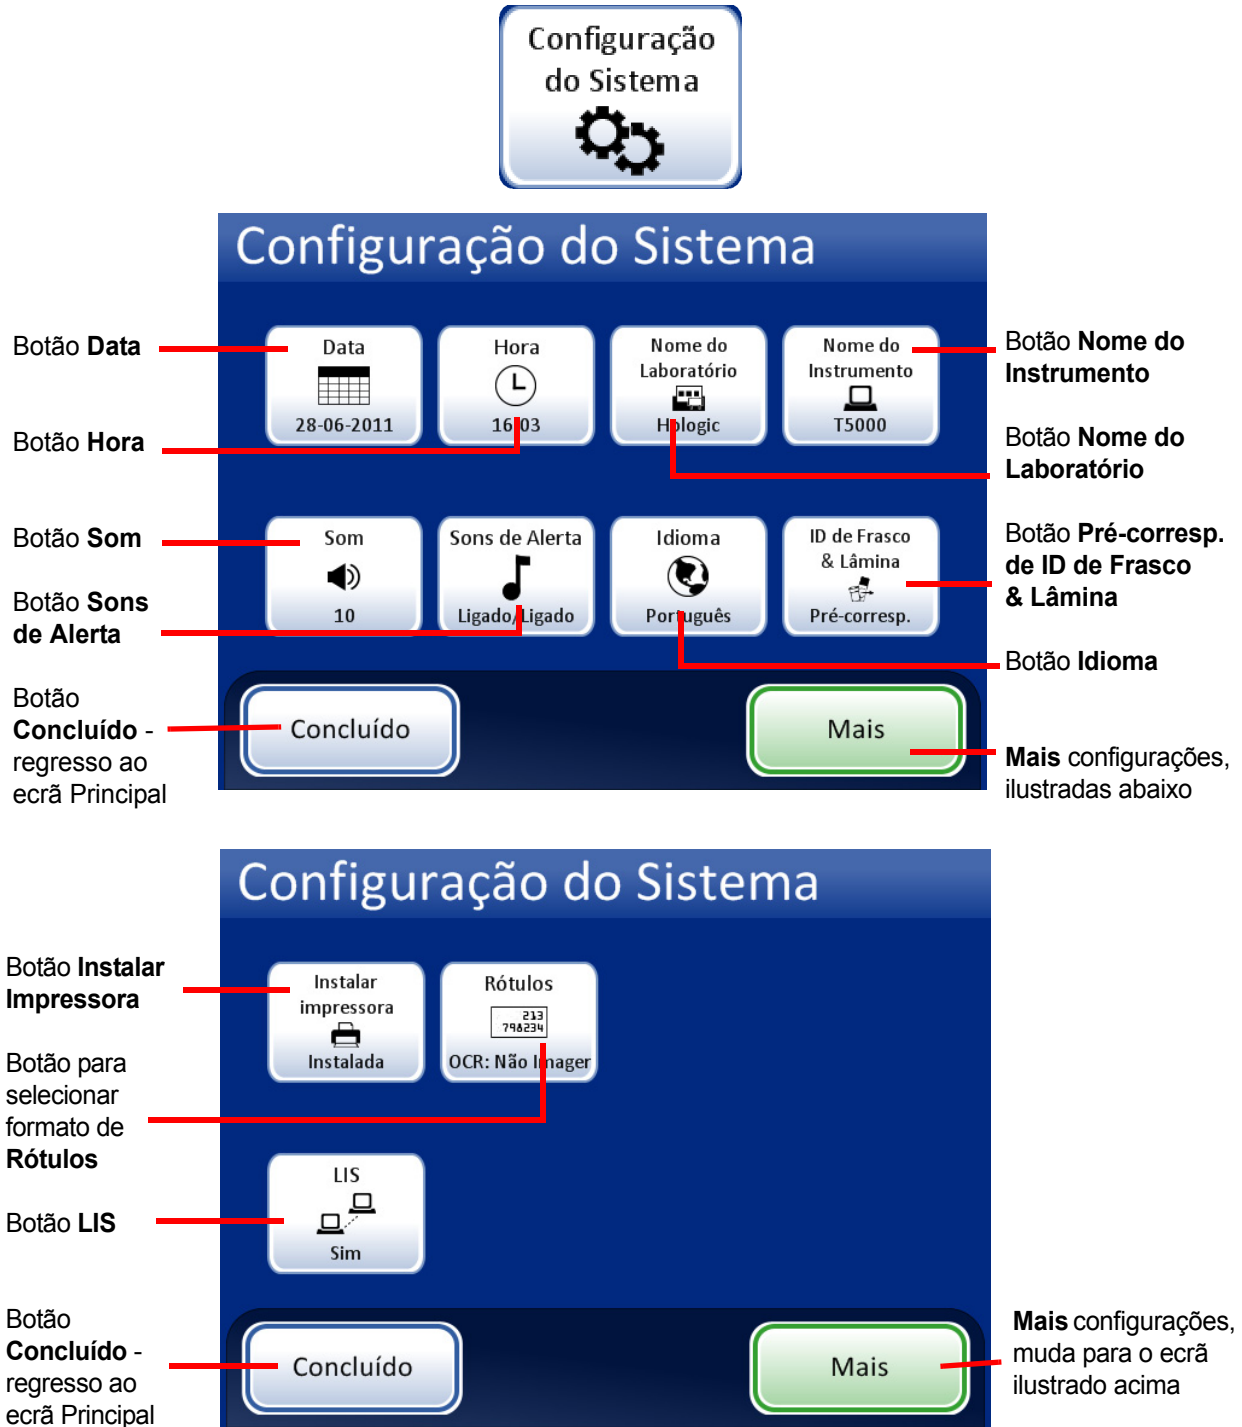 Configuração
do Sistema
Configuração do Sistema
Botão Data
Botão Hora
Botão Som
Botão Sons
de Alerta
Botão
Concluído -
regresso ao
ecrã Principal
Data
28-06-2011
Hora
16:03
Nome do
Laboratório
Hologic
Nome do
Instrumento
T5000
Som
10
Sons de Alerta
Ligado/Ligado
Idioma
Português
ID de Frasco
& Lâmina
Pré-corresp.
Concluído
Mais
Botão Nome do
Instrumento
Botão Nome do
Laboratório
Botão Pré-corresp.
de ID de Frasco
& Lâmina
Botão Idioma
Mais configurações,
ilustradas abaixo
Configuração do Sistema
Botão Instalar
Impressora
Botão para
selecionar
formato de
Rótulos
Botão LIS
Botão
Concluído -
regresso ao
ecrã Principal
Instalar
impressora
Instalada
Rótulos
213
798234
OCR: Não Imager
LIS
Sim
Concluído
Mais
Mais configurações,
muda para o ecrã
ilustrado acima